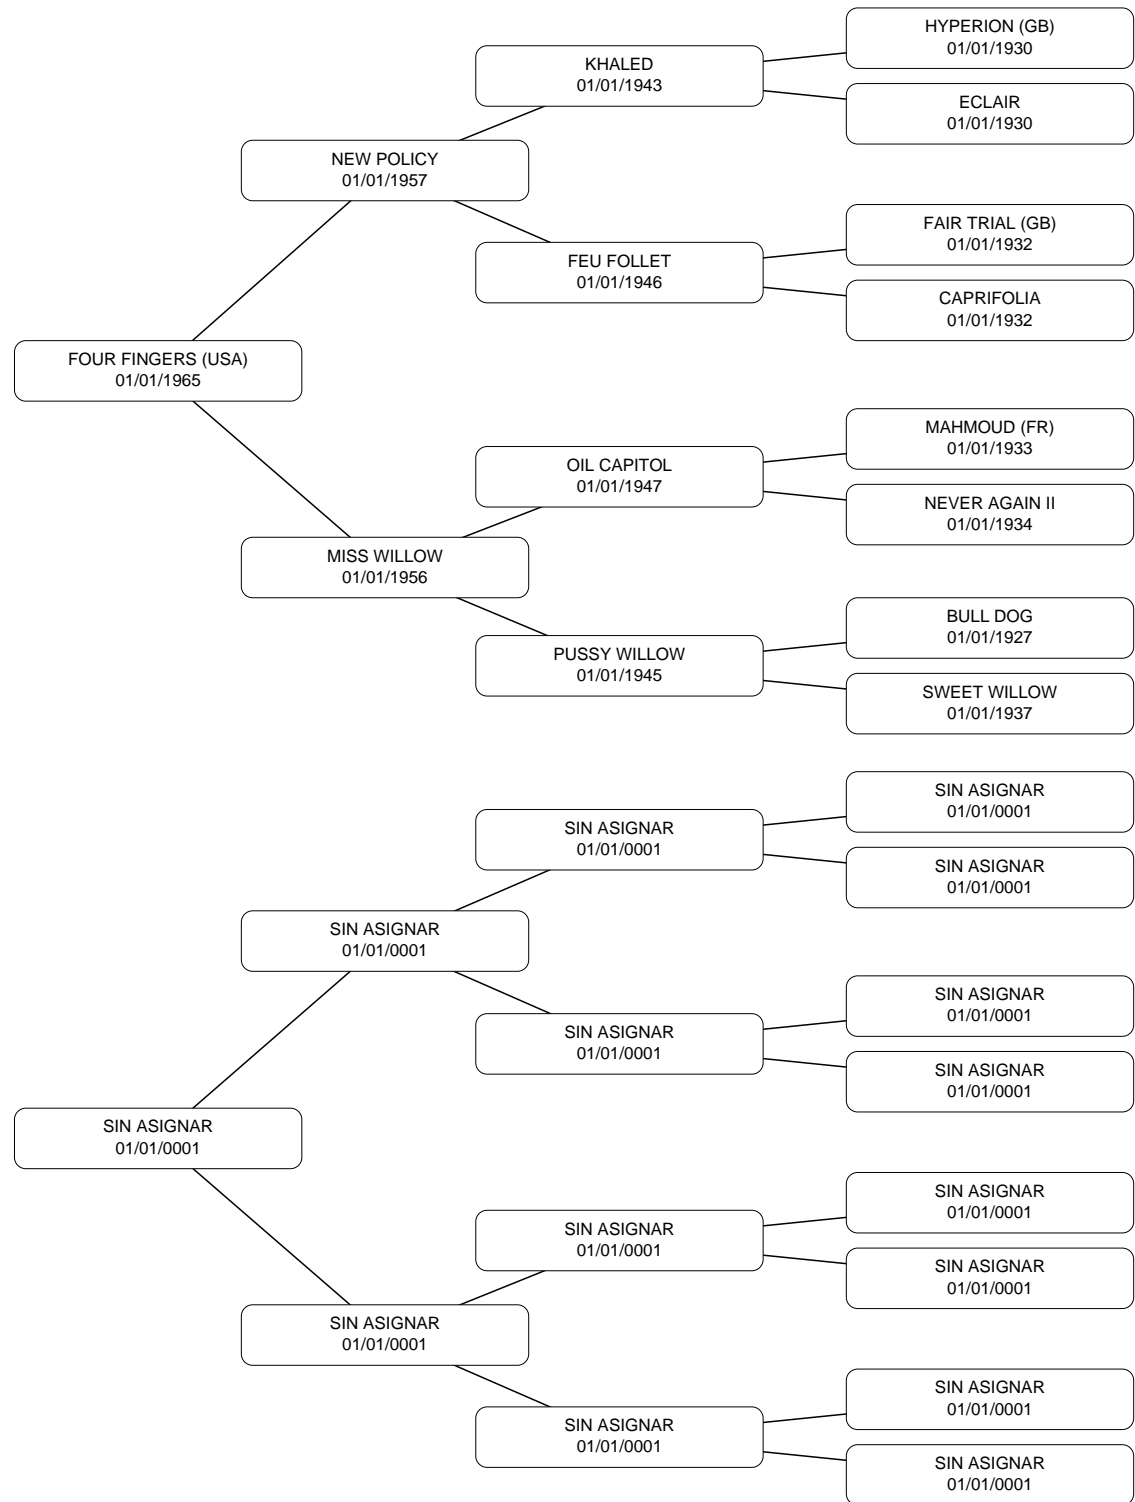 HYPERION (GB)
01/01/1930
KHALED
01/01/1943
ECLAIR
01/01/1930
NEW POLICY
01/01/1957
FAIR TRIAL (GB)
01/01/1932
FEU FOLLET
01/01/1946
CAPRIFOLIA
01/01/1932
FOUR FINGERS (USA)
01/01/1965
MAHMOUD (FR)
01/01/1933
OIL CAPITOL
01/01/1947
NEVER AGAIN II
01/01/1934
MISS WILLOW
01/01/1956
BULL DOG
01/01/1927
PUSSY WILLOW
01/01/1945
SWEET WILLOW
01/01/1937
SIN ASIGNAR
01/01/0001
SIN ASIGNAR
01/01/0001
SIN ASIGNAR
01/01/0001
SIN ASIGNAR
01/01/0001
SIN ASIGNAR
01/01/0001
SIN ASIGNAR
01/01/0001
SIN ASIGNAR
01/01/0001
SIN ASIGNAR
01/01/0001
SIN ASIGNAR
01/01/0001
SIN ASIGNAR
01/01/0001
SIN ASIGNAR
01/01/0001
SIN ASIGNAR
01/01/0001
SIN ASIGNAR
01/01/0001
SIN ASIGNAR
01/01/0001
SIN ASIGNAR
01/01/0001